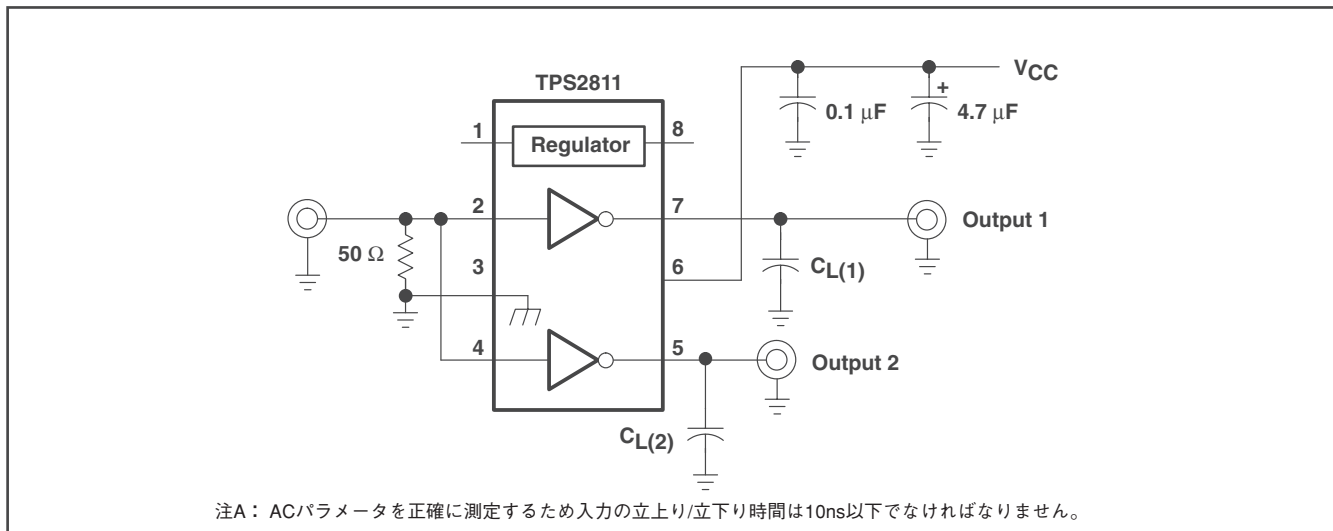 TPS2811
VCC
0.1 μF
+
4.7 μF
1
Regulator
8
2
7
Output 1
50 Ω
3
6
CL(1)
4
5
Output 2
CL(2)
注A： ACパラメータを正確に測定するため入力の立上り/立下り時間は10ns以下でなければなりません。